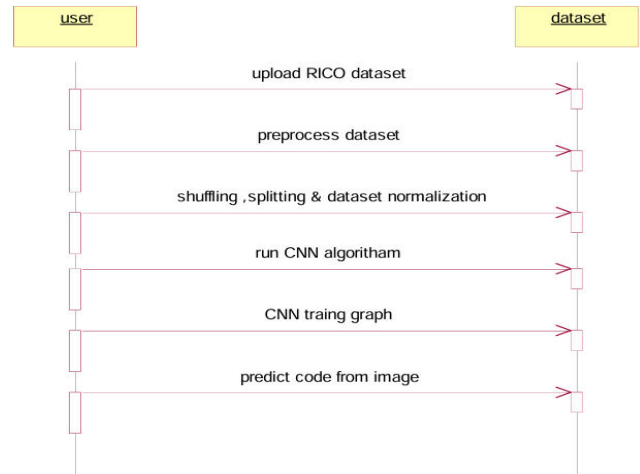 user
dataset
upload RICO dataset
preprocess dataset
shuffling ,splitting & dataset normalization
run CNN algoritham
CNN traing graph
predict code from image